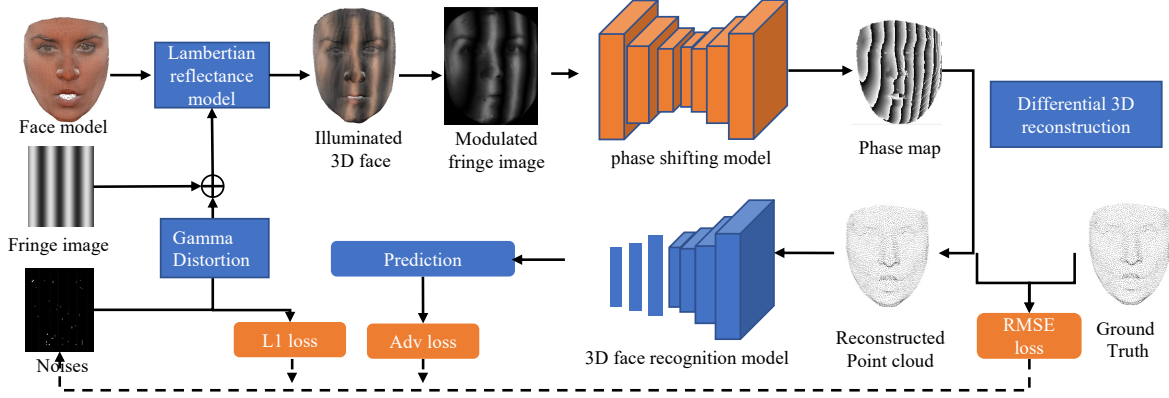 Lambertian
reflectance
model
Face model
Illuminated
3D face
Modulated
fringe image
phase shifting model
Phase map
Differential 3D
reconstruction
Fringe image
Gamma
Distortion
Prediction
Noises
L1 loss
Adv loss
3D face recognition model
Reconstructed
Point cloud
RMSE
loss
Ground
Truth